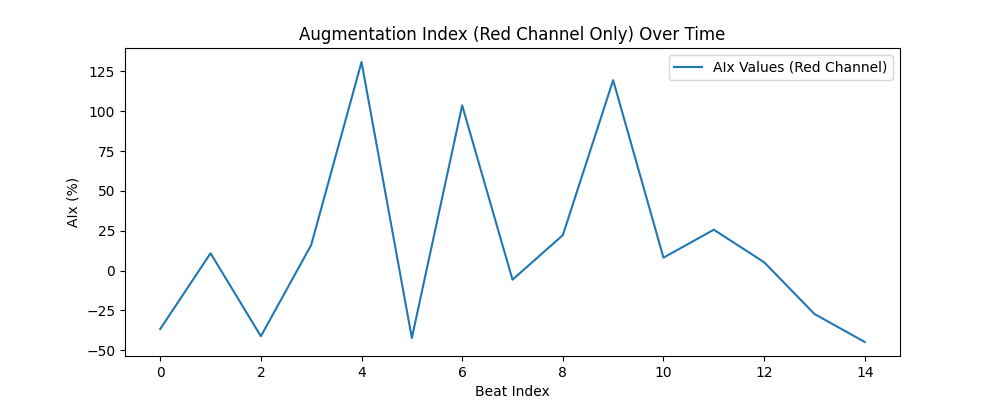 Augmentation Index (Red Channel Only) Over Time
AIx Values (Red Channel)
AIx (%)
125
100
75
50
25
0
−25
−50
0 2 4 6 8 10 12 14
Beat Index